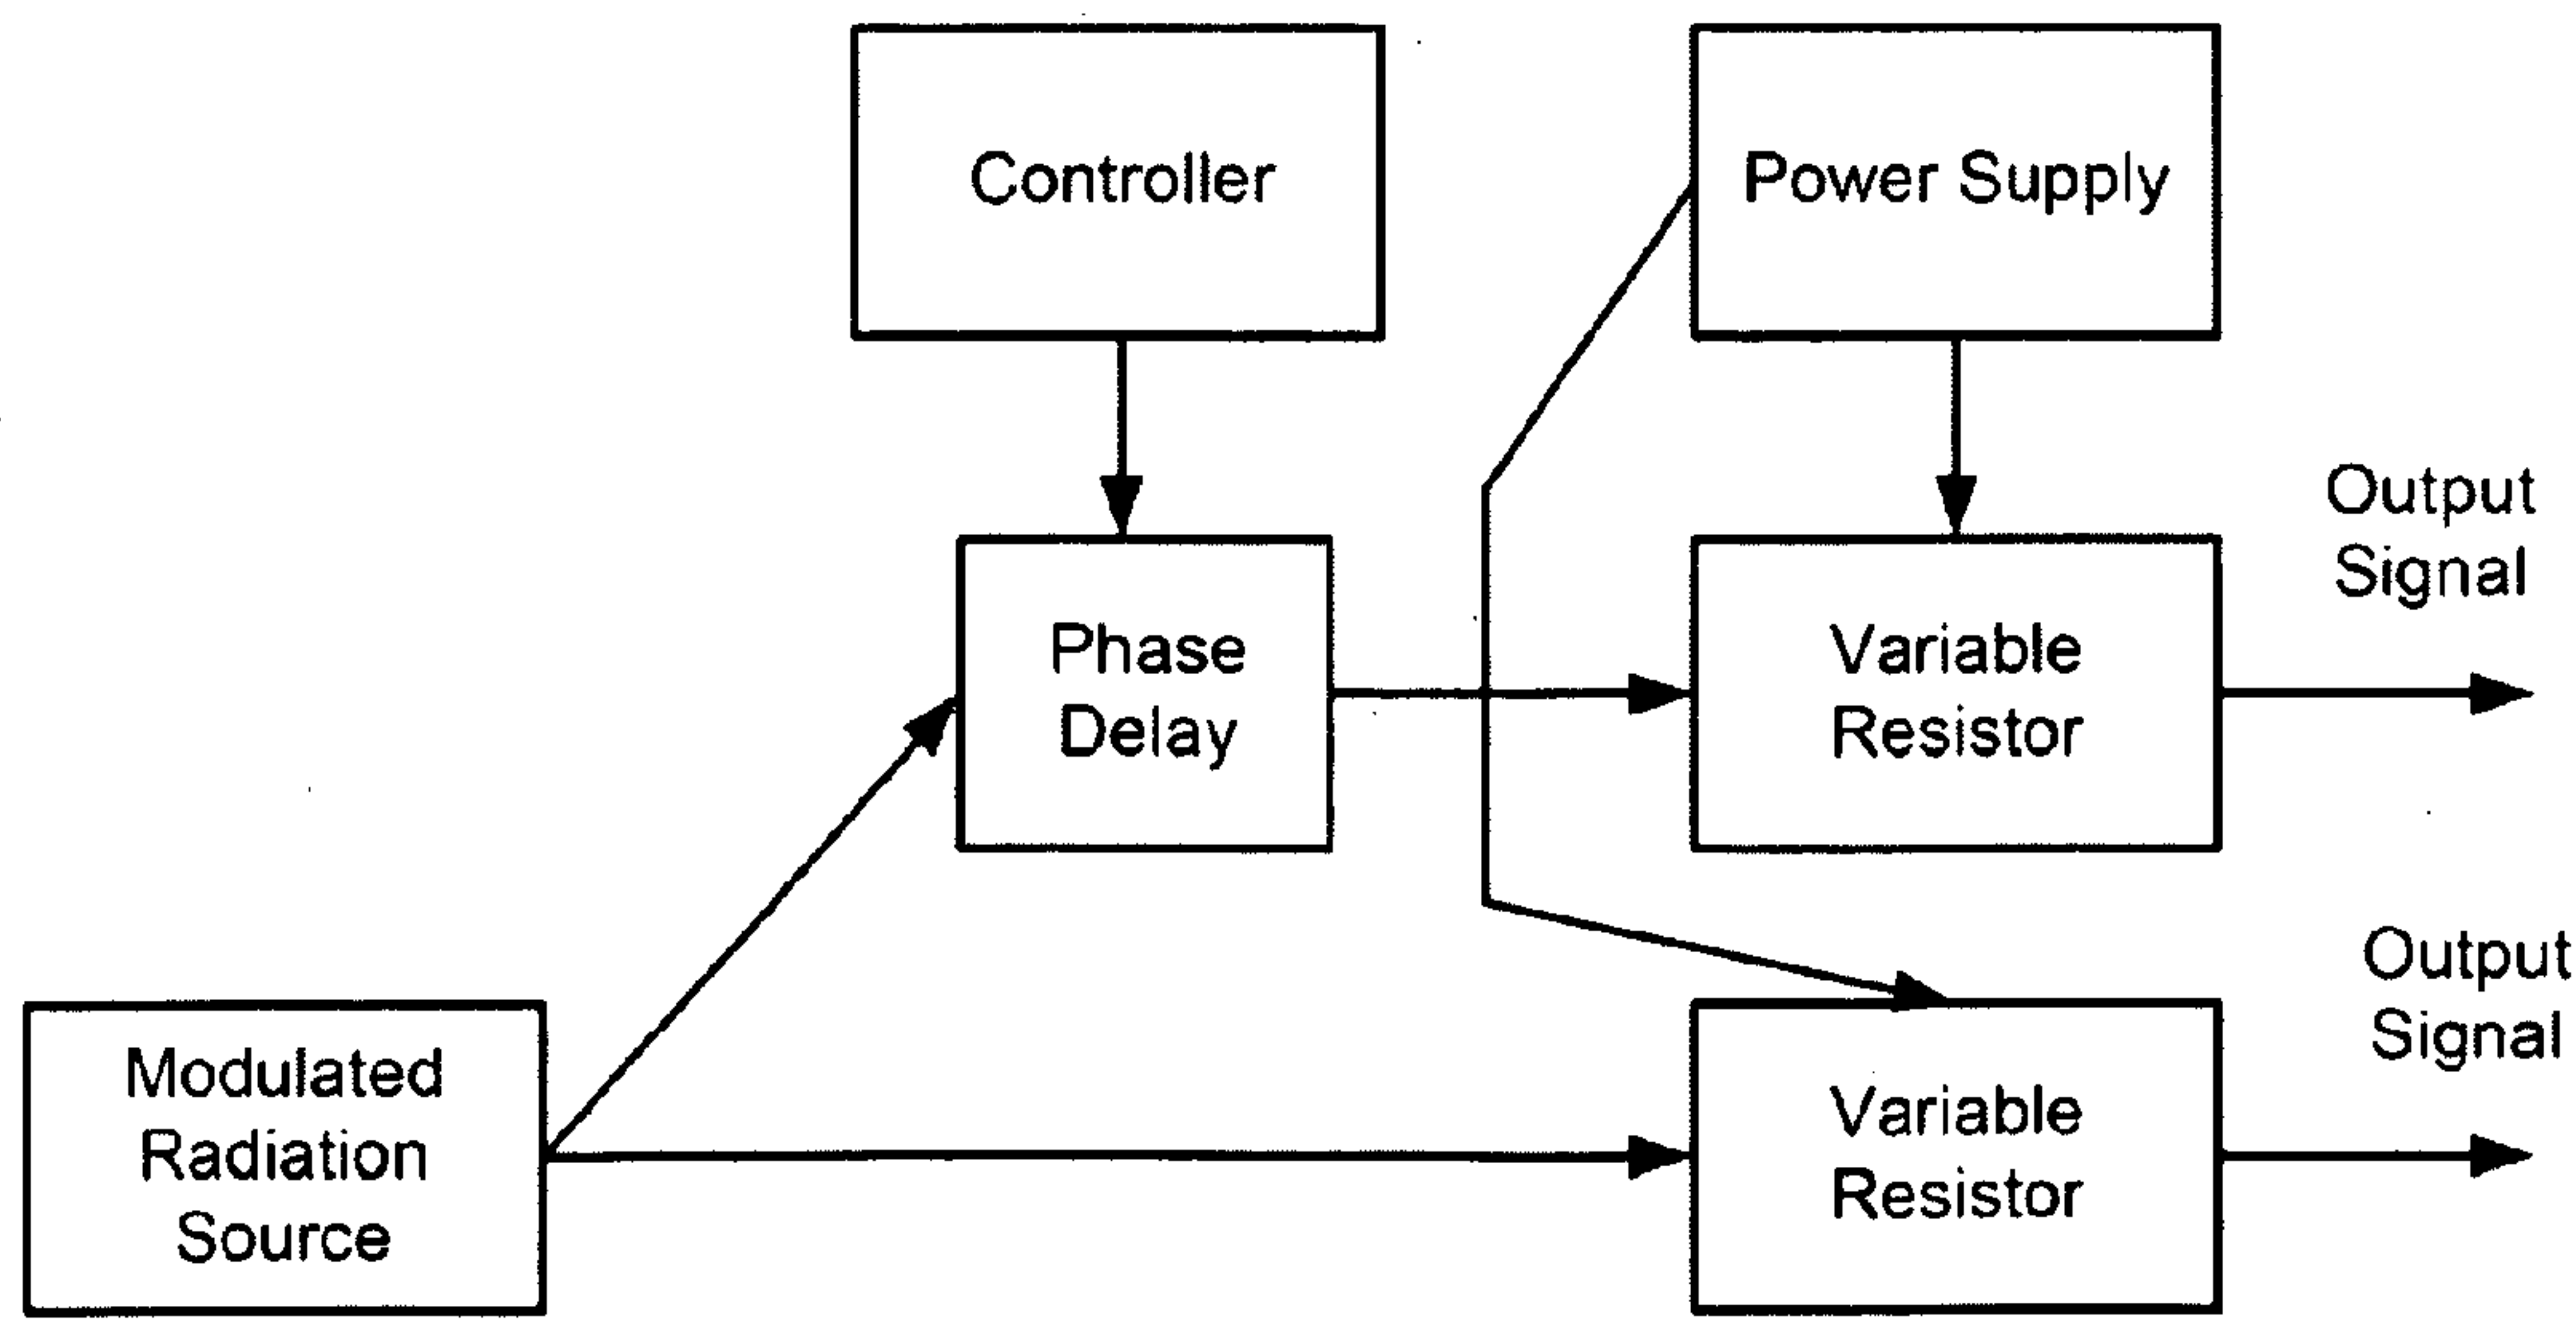 Controller
Power Supply
Output
Signal
Phase
Delay
Variable
Resistor
Output
Signal
Modulated
Radiation
Source
Variable
Resistor